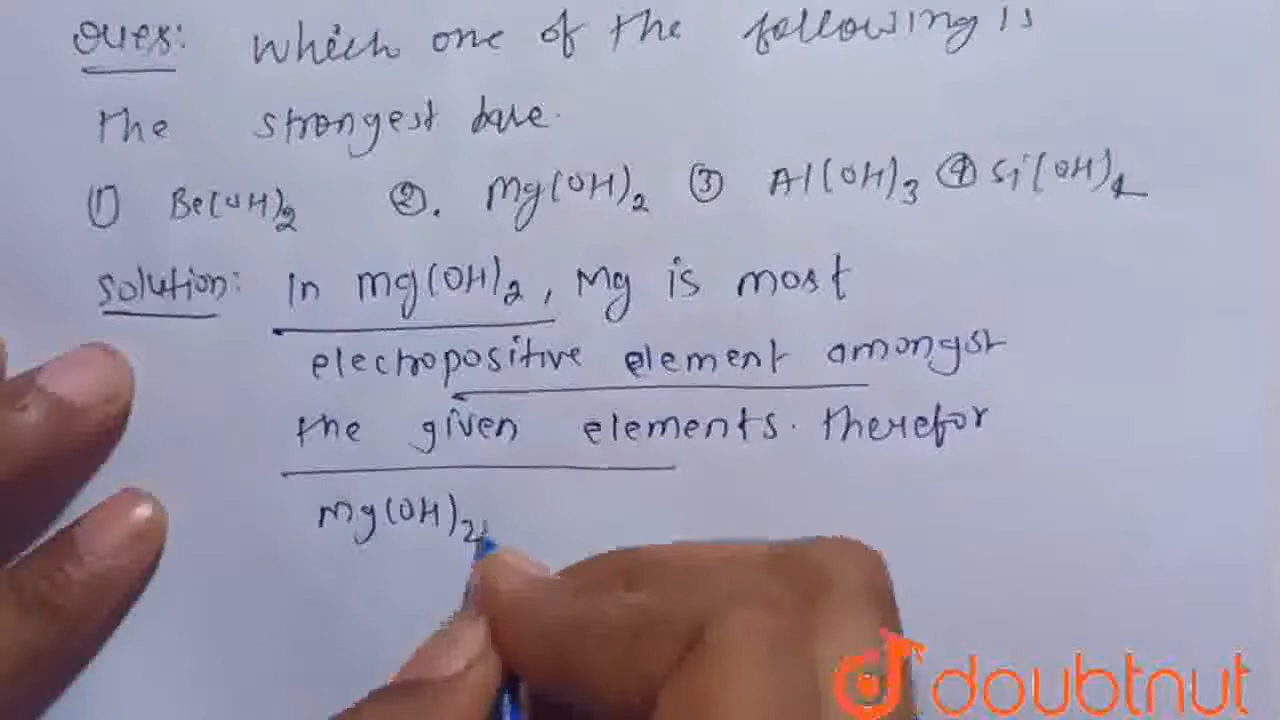 Ques: Which one of the following is
the strongest base.
(1) Be(OH)2 (2). Mg(OH)2 (3) Al(OH)3 (4) Si(OH)4
Solution: In Mg(OH)2, Mg is most
electropositive element amongst
the given elements. Therefor
Mg(OH)2
doubtnut